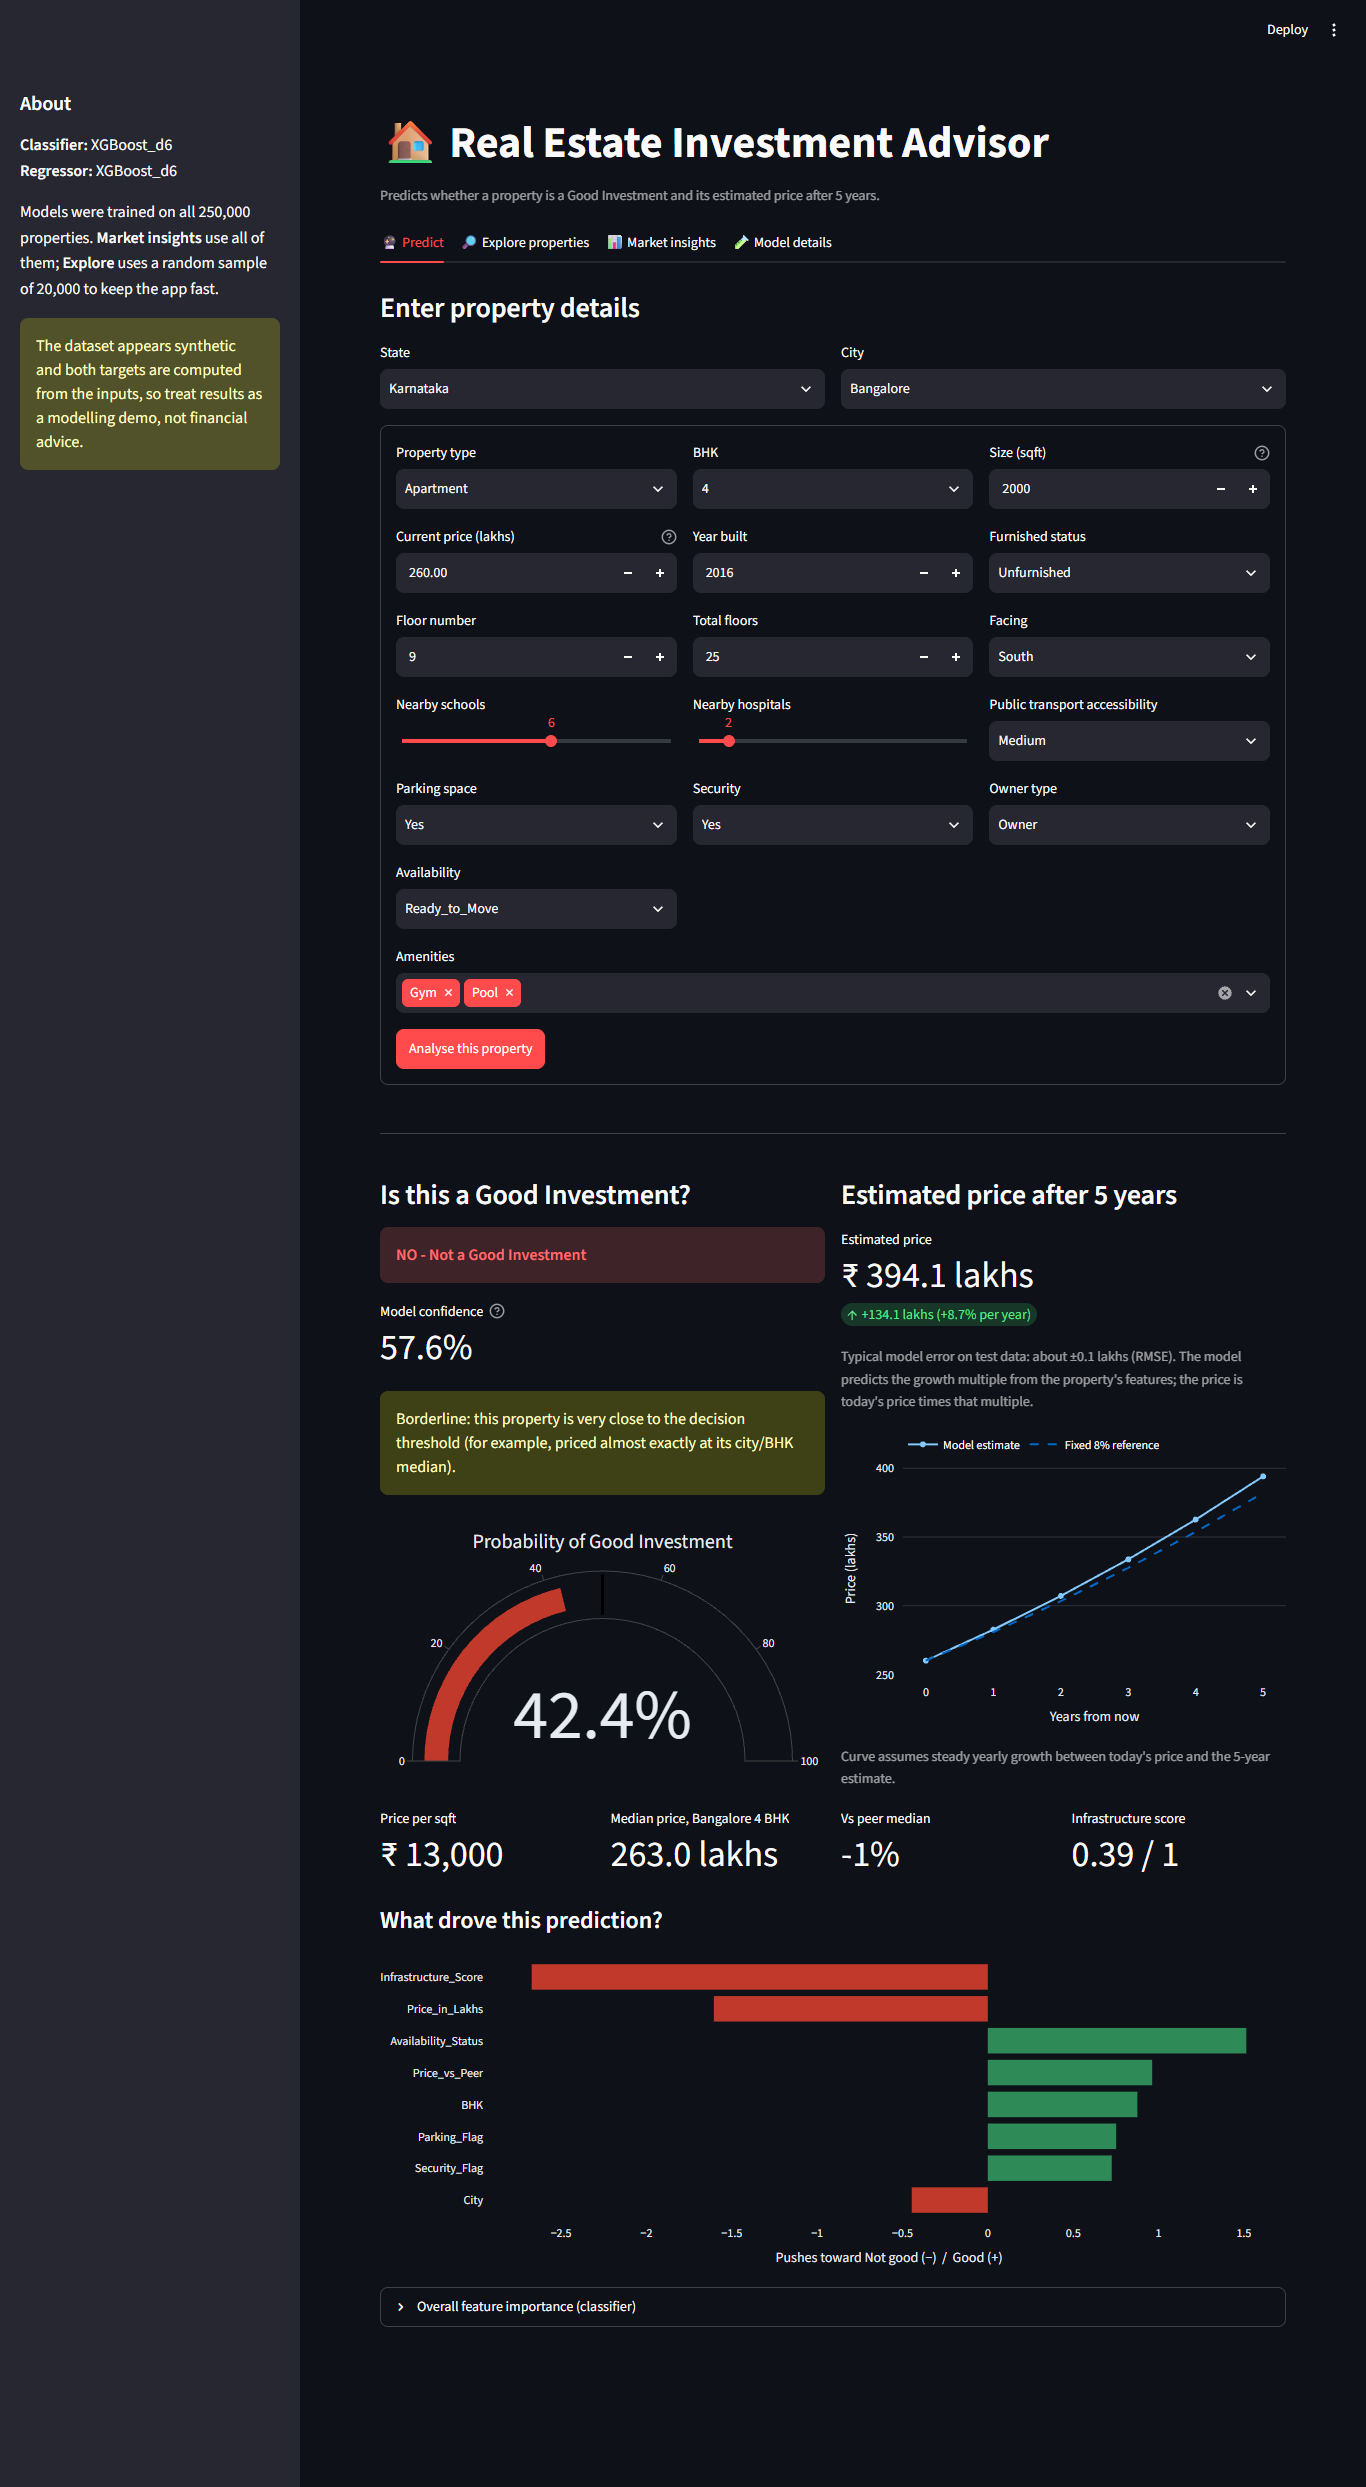 Deploy
About
Classifier: XGBoost_d6
Regressor: XGBoost_d6
Models were trained on all 250,000
properties. Market insights use all of
them; Explore uses a random sample
of 20,000 to keep the app fast.
The dataset appears synthetic
and both targets are computed
from the inputs, so treat results as
a modelling demo, not financial
advice.
Real Estate Investment Advisor
Predicts whether a property is a Good Investment and its estimated price after 5 years.
Predict Explore properties Market insights Model details
Enter property details
State City
Karnataka Bangalore
Property type BHK Size (sqft)
Apartment 4 2000
Current price (lakhs) Year built Furnished status
260.00 2016 Unfurnished
Floor number Total floors Facing
9 25 South
Nearby schools Nearby hospitals Public transport accessibility
6 2
Medium
Parking space Security Owner type
Yes Yes Owner
Availability
Ready_to_Move
Amenities
Gym × Pool ×
Analyse this property
Is this a Good Investment?
NO - Not a Good Investment
Model confidence
57.6%
Borderline: this property is very close to the decision
threshold (for example, priced almost exactly at its city/BHK
median).
Probability of Good Investment
0 20 40 60 80 100
42.4%
Estimated price after 5 years
Estimated price
₹ 394.1 lakhs
↑ +134.1 lakhs (+8.7% per year)
Typical model error on test data: about ±0.1 lakhs (RMSE). The model
predicts the growth multiple from the property's features; the price is
today's price times that multiple.
Model estimate Fixed 8% reference
400
350
300
250
Price (lakhs)
0 1 2 3 4 5
Years from now
Curve assumes steady yearly growth between today's price and the 5-year
estimate.
Price per sqft Median price, Bangalore 4 BHK Vs peer median Infrastructure score
₹ 13,000 263.0 lakhs -1% 0.39 / 1
What drove this prediction?
Infrastructure_Score
Price_in_Lakhs
Availability_Status
Price_vs_Peer
BHK
Parking_Flag
Security_Flag
City
−2.5 −2 −1.5 −1 −0.5 0 0.5 1 1.5
Pushes toward Not good (−) / Good (+)
Overall feature importance (classifier)